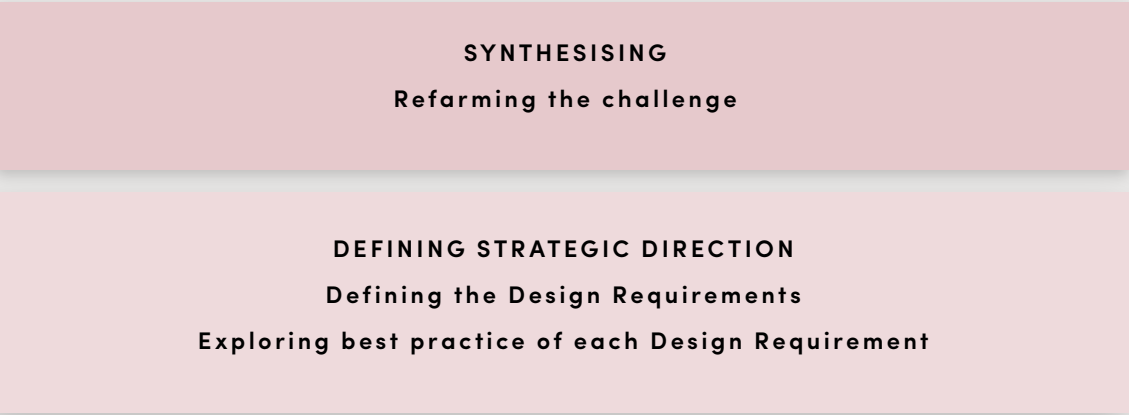 SYNTHESISING
Refarming the challenge
DEFINING STRATEGIC DIRECTION
Defining the Design Requirements
Exploring best practice of each Design Requirement